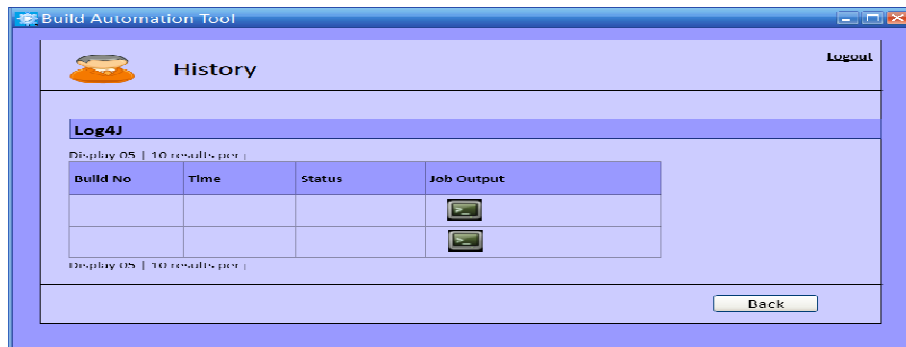 Build Automation Tool
Logout
History
Log4J
Display 05 | 10 results per
Build No Time Status Job Output
Display 05 | 10 results per
Back